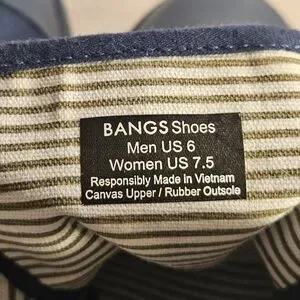 BANGS Shoes
Men US 6
Women US 7.5
Responsibly Made in Vietnam
Canvas Upper / Rubber Outsole